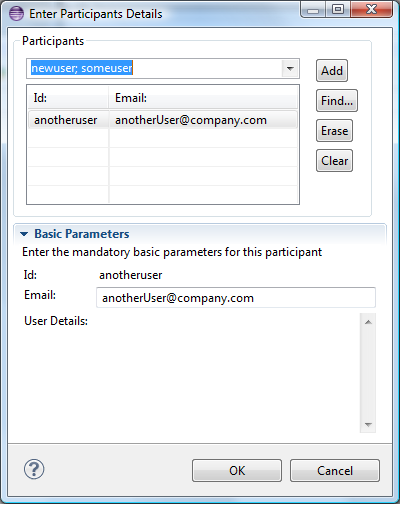 Enter Participants Details
Participants
newuser; someuser
Add
Id: Email:
Find...
anotheruser anotherUser@company.com
Erase
Clear
Basic Parameters
Enter the mandatory basic parameters for this participant
Id: anotheruser
Email: anotherUser@company.com
User Details:
?
OK Cancel